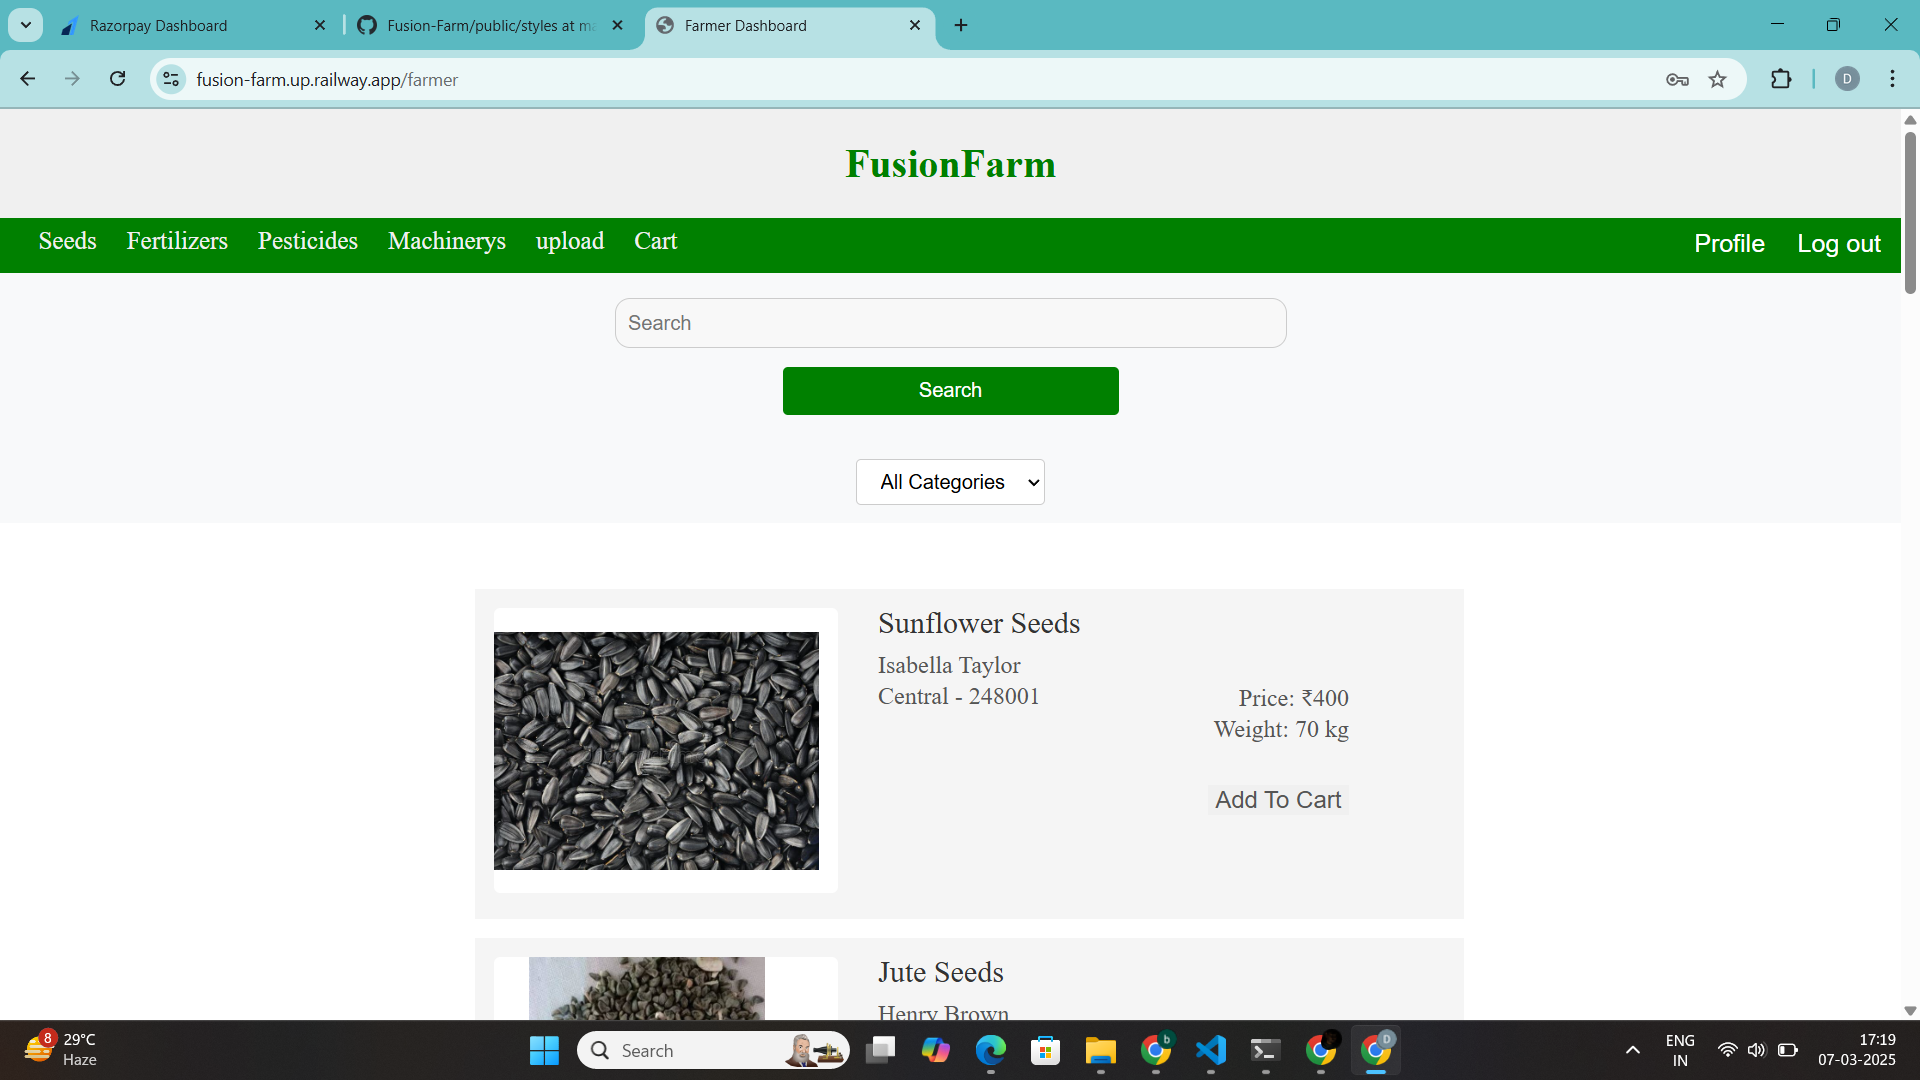 Razorpay Dashboard
Fusion-Farm/public/styles at ma
Farmer Dashboard
fusion-farm.up.railway.app/farmer
D
FusionFarm
Seeds Fertilizers Pesticides Machinerys upload Cart Profile Log out
Search
Search
All Categories
Sunflower Seeds
Isabella Taylor
Central - 248001
Price: ₹400
Weight: 70 kg
Add To Cart
Jute Seeds
Henry Brown
8
29°C
Haze
Search
b
D
ENG
IN
17:19
07-03-2025